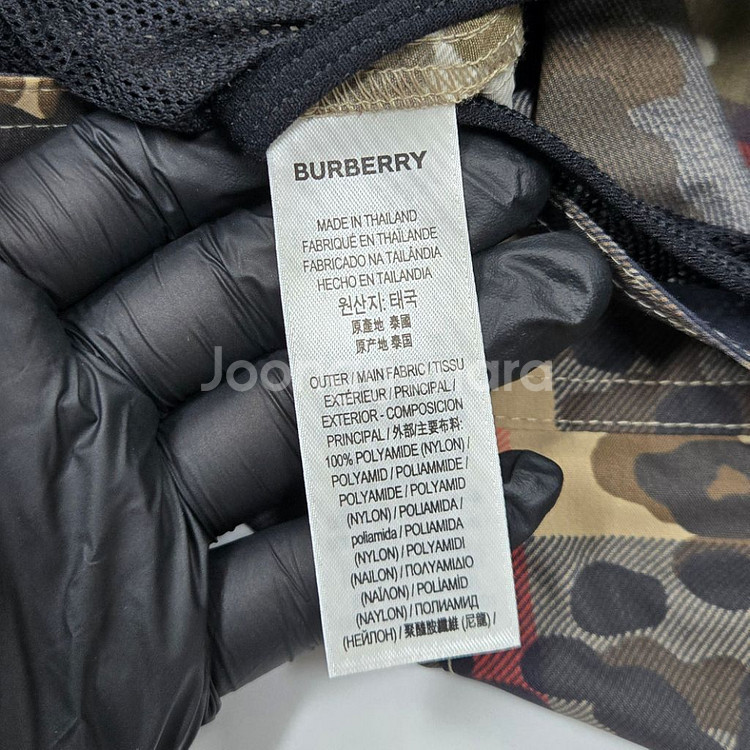 BURBERRY
MADE IN THAILAND
FABRIQUÉ EN THAÏLANDE
FABRICADO NA TAILÂNDIA
HECHO EN TAILANDIA
원산지: 태국
原產地 泰國
原产地 泰国
OUTER / MAIN FABRIC / TISSU
EXTÉRIEUR / PRINCIPAL /
EXTERIOR - COMPOSICION
PRINCIPAL / 外部/主要布料:
100% POLYAMIDE (NYLON) /
POLYAMID / POLIAMMIDE /
POLYAMIDE / POLYAMID
(NYLON) / POLIAMIDA /
poliamida / POLIAMIDA
(NYLON) / POLYAMIDI
(NAILON) / ΠΟΛΥΑΜΙΔΙΟ
(ΝΑΪΛΟΝ) / POLÍAMÍÐ
(NAYLON) / ПОЛИАМИД
(НЕЙЛОН) / 聚醯胺纖維 (尼龍) /